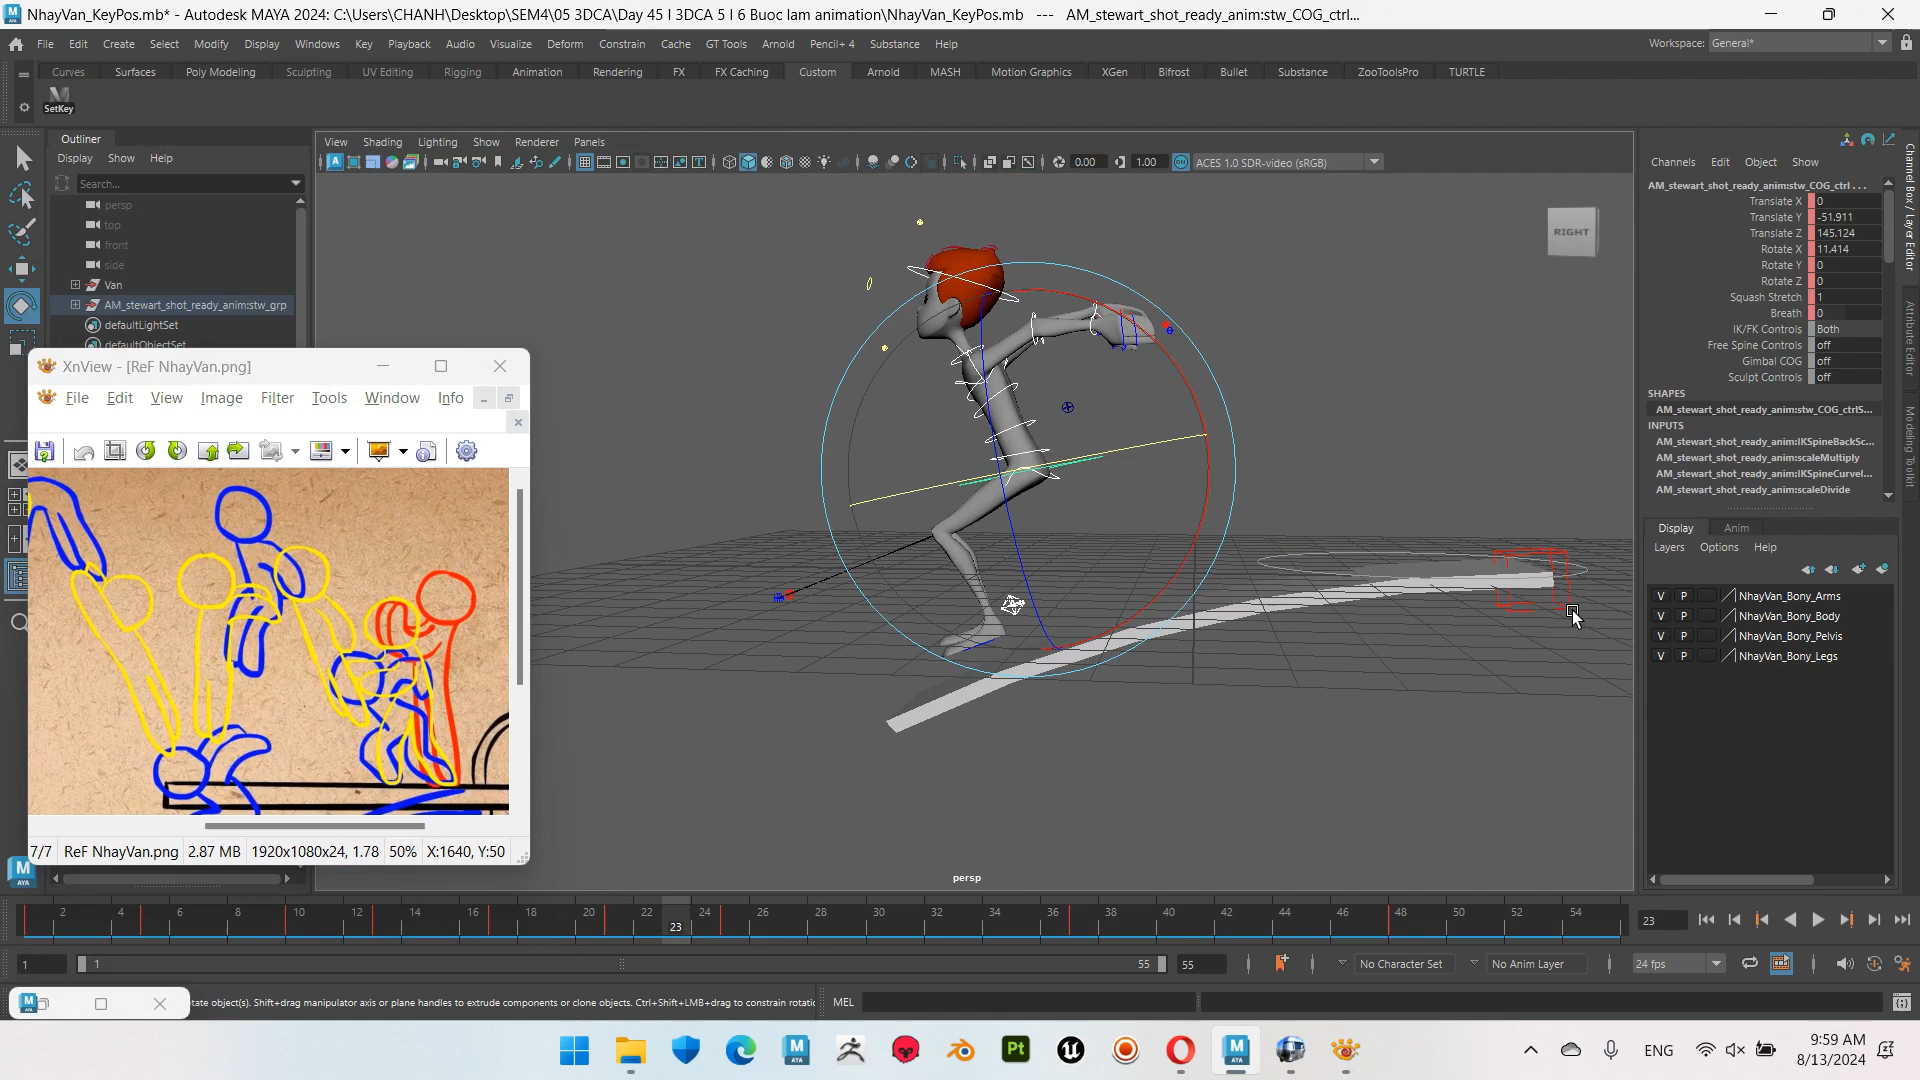 NhayVan_KeyPos.mb* - Autodesk MAYA 2024: C:\Users\CHANH\Desktop\SEM4\05 3DCA\Day 45 I 3DCA 5 I 6 Buoc lam animation\NhayVan_KeyPos.mb --- AM_stewart_shot_ready_anim:stw_COG_ctrl...
File Edit Create Select Modify Display Windows Key Playback Audio Visualize Deform Constrain Cache GT Tools Arnold Pencil+ 4 Substance Help
Workspace: General*
Curves Surfaces Poly Modeling Sculpting UV Editing Rigging Animation Rendering FX FX Caching Custom Arnold MASH Motion Graphics XGen Bifrost Bullet Substance ZooToolsPro TURTLE
M
SetKey
Outliner
Display Show Help
Search...
persp
top
front
side
Van
AM_stewart_shot_ready_anim:stw_grp
defaultLightSet
defaultObjectSet
View Shading Lighting Show Renderer Panels
0.00 1.00 ACES 1.0 SDR-video (sRGB)
RIGHT
persp
XnView - [ReF NhayVan.png]
File Edit View Image Filter Tools Window Info
7/7 ReF NhayVan.png 2.87 MB 1920x1080x24, 1.78 50% X:1640, Y:50
Channels Edit Object Show
AM_stewart_shot_ready_anim:stw_COG_ctrl ...
Translate X 0
Translate Y -51.911
Translate Z 145.124
Rotate X 11.414
Rotate Y 0
Rotate Z 0
Squash Stretch 1
Breath 0
IK/FK Controls Both
Free Spine Controls off
Gimbal COG off
Sculpt Controls off
SHAPES
AM_stewart_shot_ready_anim:stw_COG_ctrlS...
INPUTS
AM_stewart_shot_ready_anim:IKSpineBackSc...
AM_stewart_shot_ready_anim:scaleMultiply
AM_stewart_shot_ready_anim:IKSpineCurveI...
AM_stewart_shot_ready_anim:scaleDivide
Display Anim
Layers Options Help
V P NhayVan_Bony_Arms
V P NhayVan_Bony_Body
V P NhayVan_Bony_Pelvis
V P NhayVan_Bony_Legs
Channel Box / Layer Editor
Attribute Editor
Modeling Toolkit
2 4 6 8 10 12 14 16 18 20 22 23 24 26 28 30 32 34 36 38 40 42 44 46 48 50 52 54
23
1 1 55 55 No Character Set No Anim Layer 24 fps
tate object(s). Shift+drag manipulator axis or plane handles to extrude components or clone objects. Ctrl+Shift+LMB+drag to constrain rotatic
MEL
ENG
9:59 AM
8/13/2024